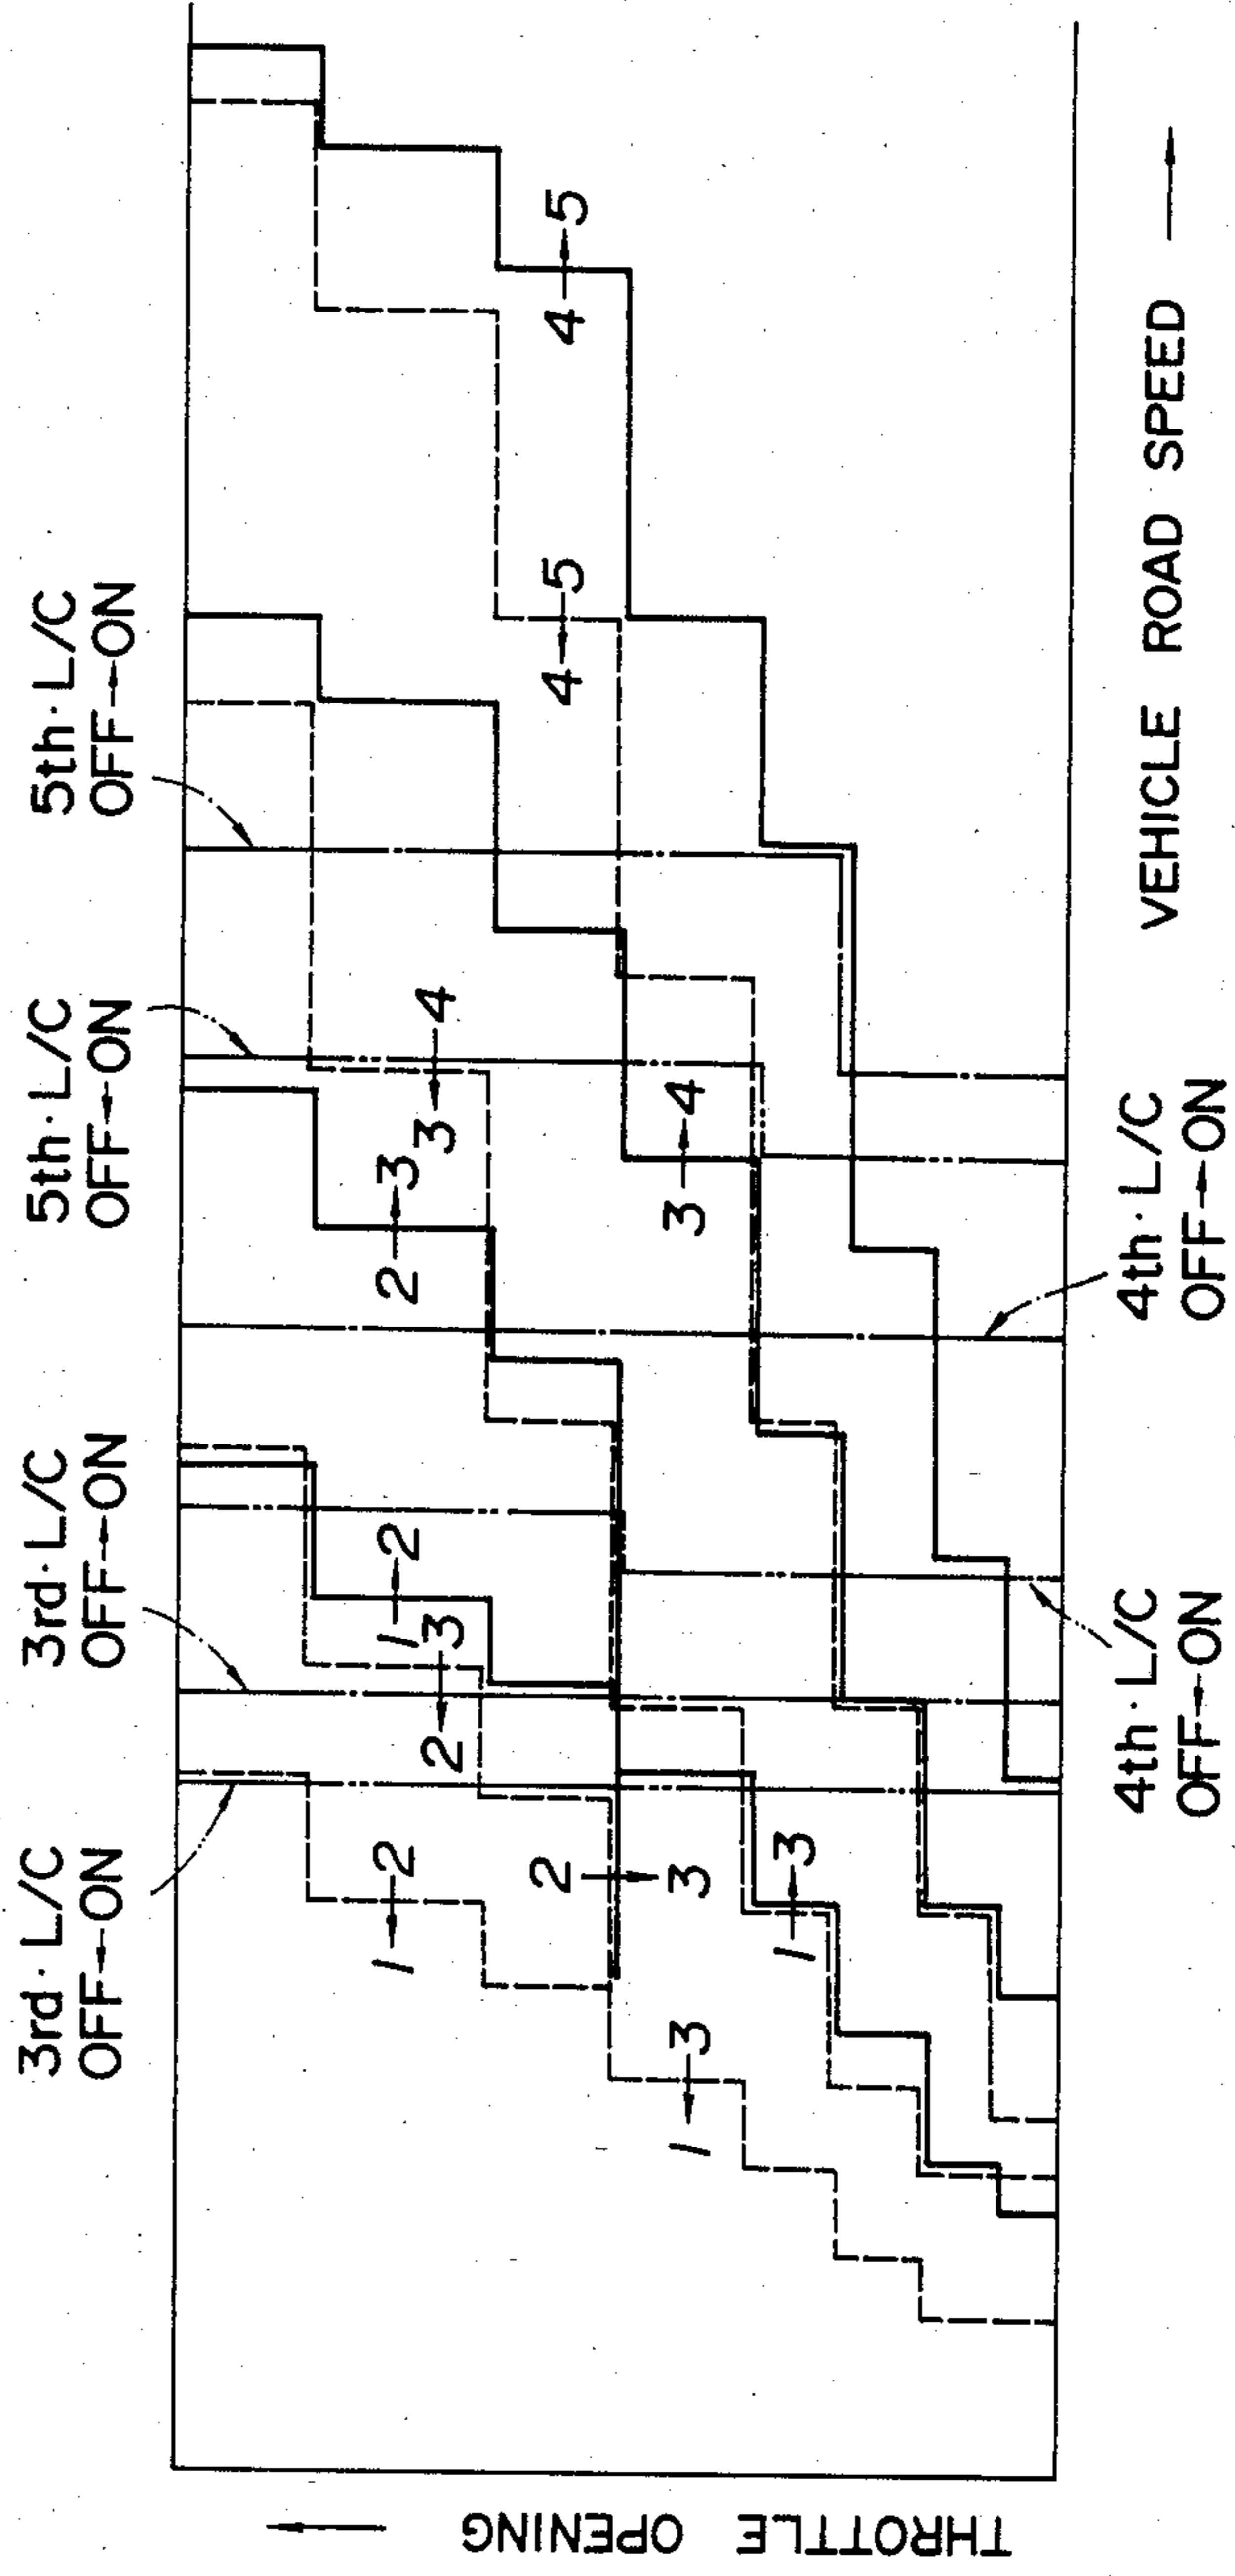 3rd·L/C
OFF←ON
3rd·L/C
OFF→ON
5th·L/C
OFF←ON
5th·L/C
OFF→ON
1←2
1→2
2←3
2→3
3←4
4←5
4→5
2
↓
3
1←3
1→3
3→4
4th·L/C
OFF←ON
4th·L/C
OFF→ON
THROTTLE OPENING →
VEHICLE ROAD SPEED →